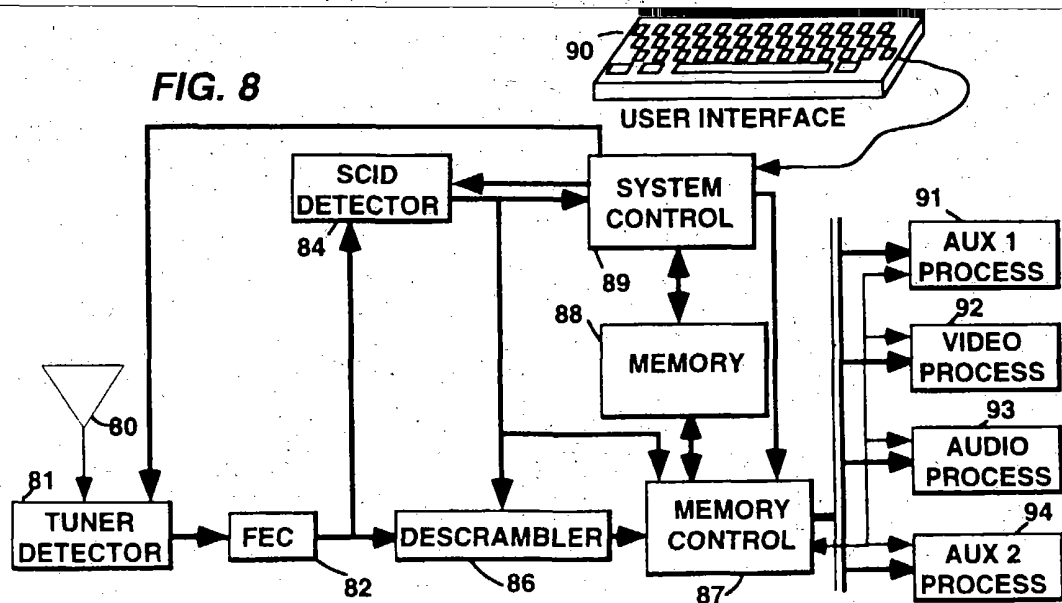 90
FIG. 8
USER INTERFACE
SCID
DETECTOR
84
SYSTEM
CONTROL
89
91
AUX 1
PROCESS
88
MEMORY
92
VIDEO
PROCESS
80
93
AUDIO
PROCESS
81
TUNER
DETECTOR
FEC
82
DESCRAMBLER
86
MEMORY
CONTROL
87
94
AUX 2
PROCESS